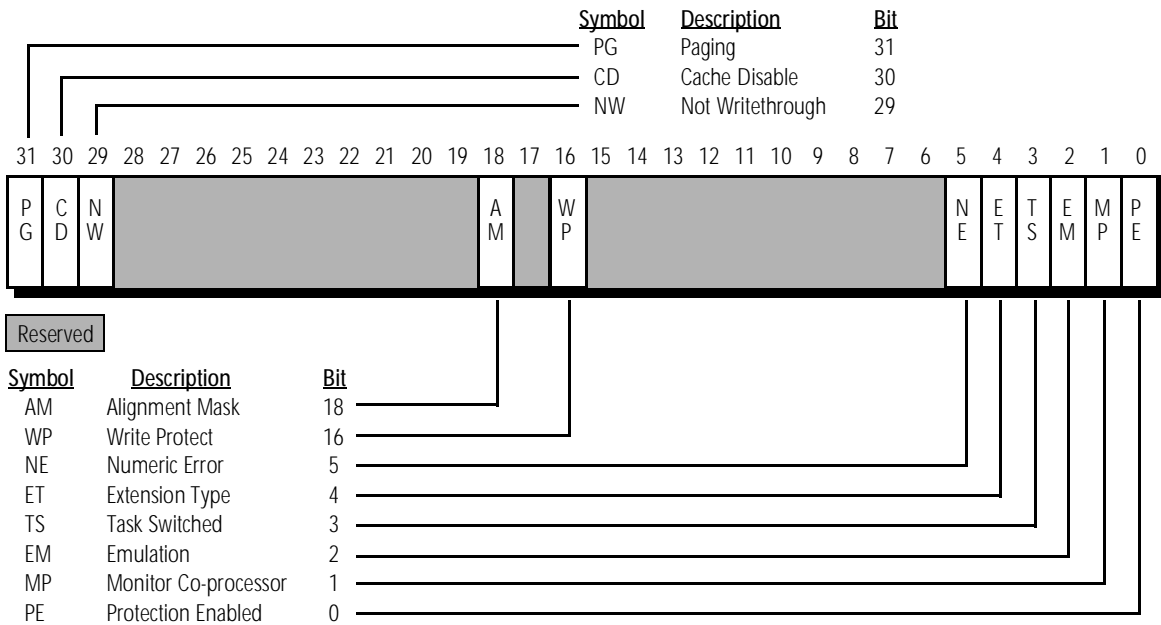 Symbol Description Bit
PG Paging 31
CD Cache Disable 30
NW Not Writethrough 29
31 30 29 28 27 26 25 24 23 22 21 20 19 18 17 16 15 14 13 12 11 10 9 8 7 6 5 4 3 2 1 0
P C N A W N E T E M P
G D W M P E T S M P E
Reserved
Symbol Description Bit
AM Alignment Mask 18
WP Write Protect 16
NE Numeric Error 5
ET Extension Type 4
TS Task Switched 3
EM Emulation 2
MP Monitor Co-processor 1
PE Protection Enabled 0